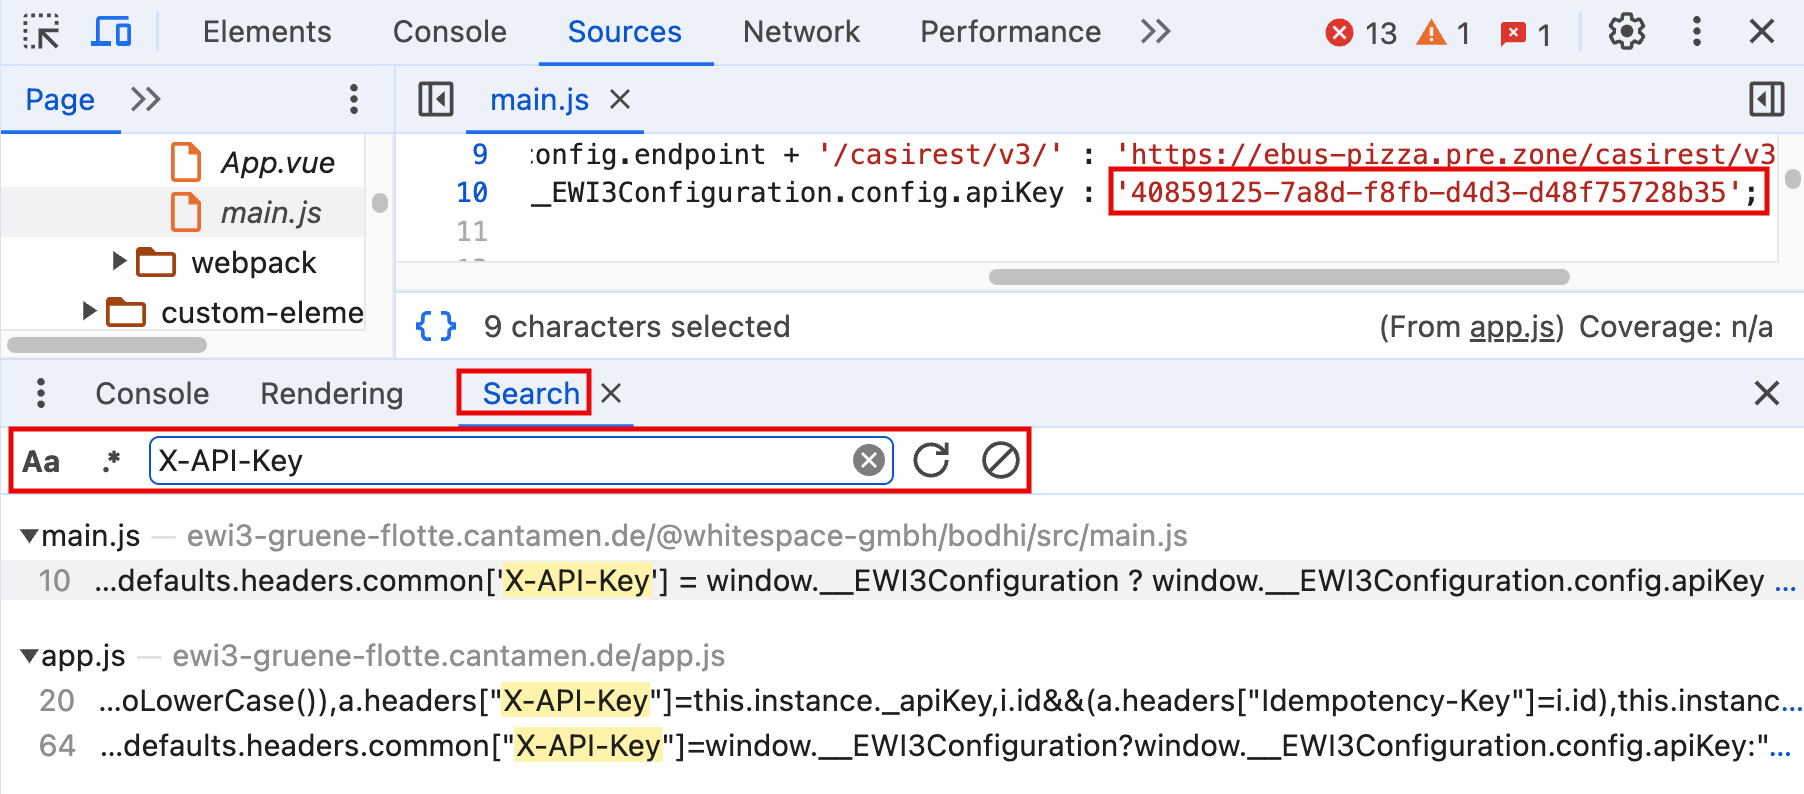 Elements Console Sources Network Performance 13 1 1
Page main.js
App.vue
main.js
webpack
custom-eleme
9 config.endpoint + '/casirest/v3/' : 'https://ebus-pizza.pre.zone/casirest/v3
10 __EWI3Configuration.config.apiKey : '40859125-7a8d-f8fb-d4d3-d48f75728b35';
11
{} 9 characters selected (From app.js) Coverage: n/a
Console Rendering Search
Aa .* X-API-Key
main.js — ewi3-gruene-flotte.cantamen.de/@whitespace-gmbh/bodhi/src/main.js
10 ...defaults.headers.common['X-API-Key'] = window.__EWI3Configuration ? window.__EWI3Configuration.config.apiKey ...
app.js — ewi3-gruene-flotte.cantamen.de/app.js
20 ...oLowerCase()),a.headers["X-API-Key"]=this.instance._apiKey,i.id&&(a.headers["Idempotency-Key"]=i.id),this.instanc...
64 ...defaults.headers.common["X-API-Key"]=window.__EWI3Configuration?window.__EWI3Configuration.config.apiKey:"...